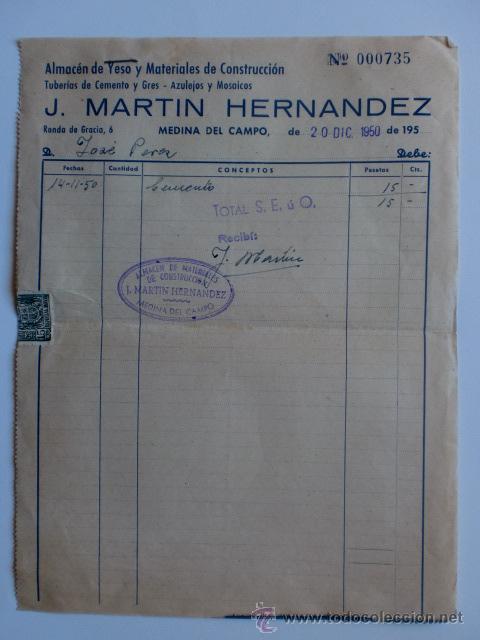 Nº 000735
Almacén de Yeso y Materiales de Construcción
Tuberías de Cemento y Gres - Azulejos y Mosaicos
J. MARTIN HERNANDEZ
Ronda de Gracia, 6 MEDINA DEL CAMPO, de 20 DIC. 1950 de 195
D. José Perez Debe:
Fechas Cantidad CONCEPTOS Pesetas Cts.
14-11-50 Cemento 15 -
TOTAL S. E. ú O. 15 -
Recibí:
J. Martin
ALMACEN DE MATERIALES
DE CONSTRUCCION
J. MARTIN HERNANDEZ
MEDINA DEL CAMPO
www.todocoleccion.net